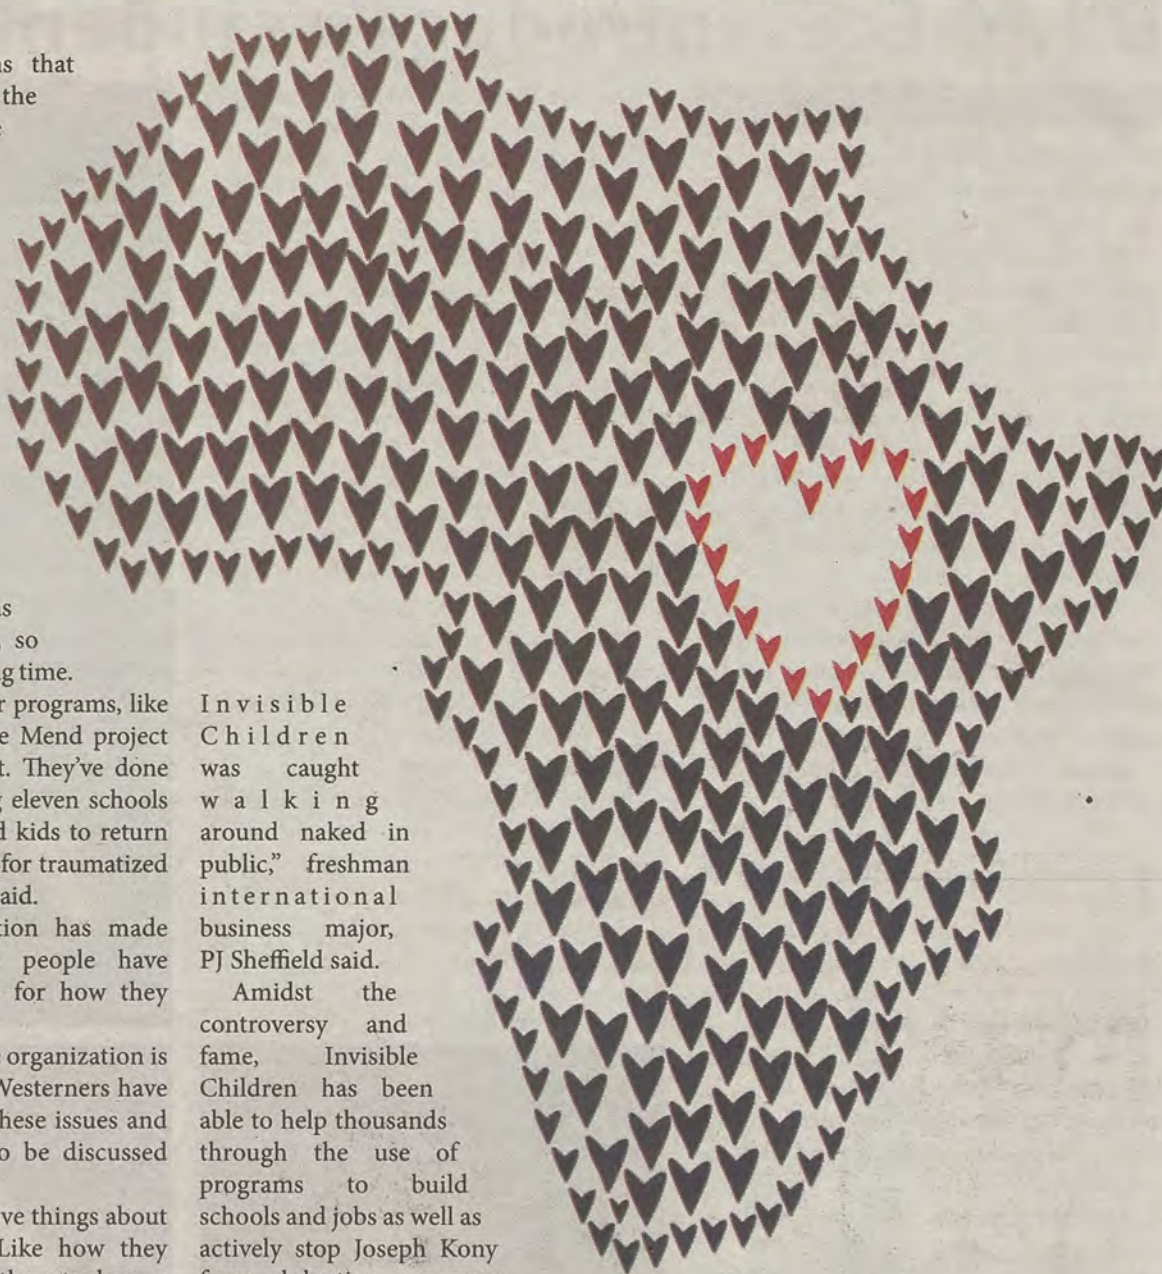 as that
the
as
so
g time.
r programs, like
e Mend project
t. They've done
g eleven schools
d kids to return
for traumatized
aid.
tion has made
people have
for how they
organization is
Westerners have
hese issues and
o be discussed
ve things about
Like how they
Invisible
Children
was caught
walking
around naked in
public,” freshman
international
business major,
PJ Sheffield said.
Amidst the
controversy and
fame, Invisible
Children has been
able to help thousands
through the use of
programs to build
schools and jobs as well as
actively stop Joseph Kony